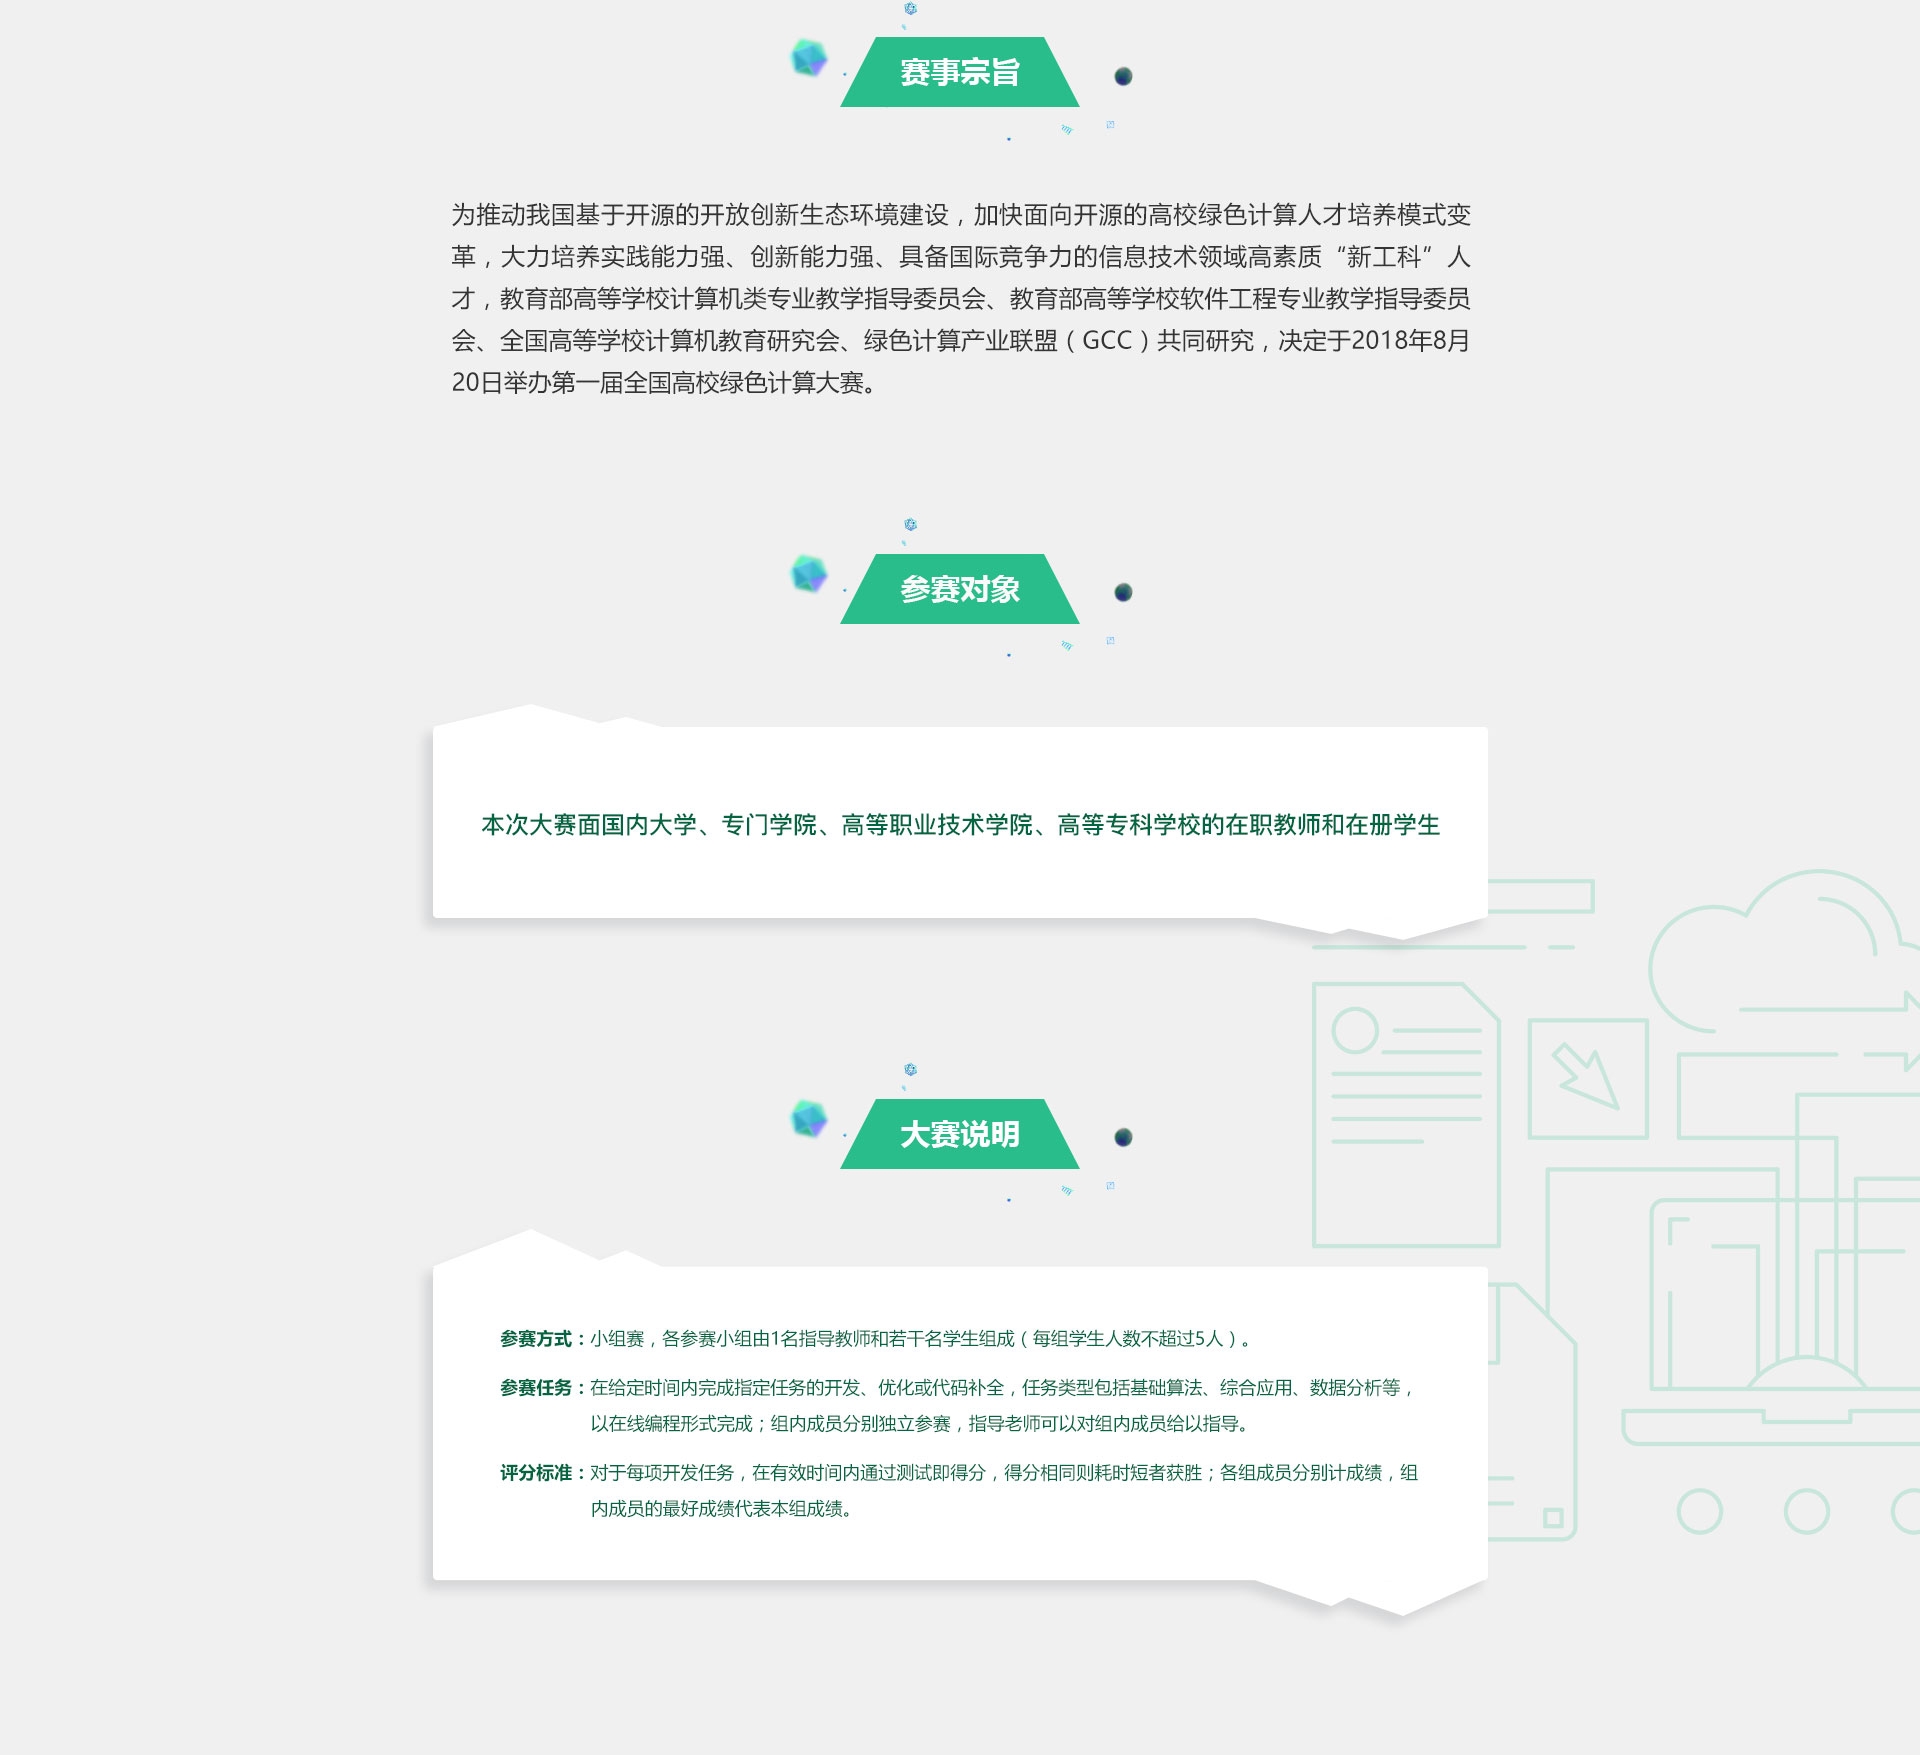 赛事宗旨
为推动我国基于开源的开放创新生态环境建设，加快面向开源的高校绿色计算人才培养模式变
革，大力培养实践能力强、创新能力强、具备国际竞争力的信息技术领域高素质“新工科”人
才，教育部高等学校计算机类专业教学指导委员会、教育部高等学校软件工程专业教学指导委员
会、全国高等学校计算机教育研究会、绿色计算产业联盟（GCC）共同研究，决定于2018年8月
20日举办第一届全国高校绿色计算大赛。
参赛对象
本次大赛面国内大学、专门学院、高等职业技术学院、高等专科学校的在职教师和在册学生
大赛说明
参赛方式：小组赛，各参赛小组由1名指导教师和若干名学生组成（每组学生人数不超过5人）。
参赛任务：在给定时间内完成指定任务的开发、优化或代码补全，任务类型包括基础算法、综合应用、数据分析等，
以在线编程形式完成；组内成员分别独立参赛，指导老师可以对组内成员给以指导。
评分标准：对于每项开发任务，在有效时间内通过测试即得分，得分相同则耗时短者获胜；各组成员分别计成绩，组
内成员的最好成绩代表本组成绩。